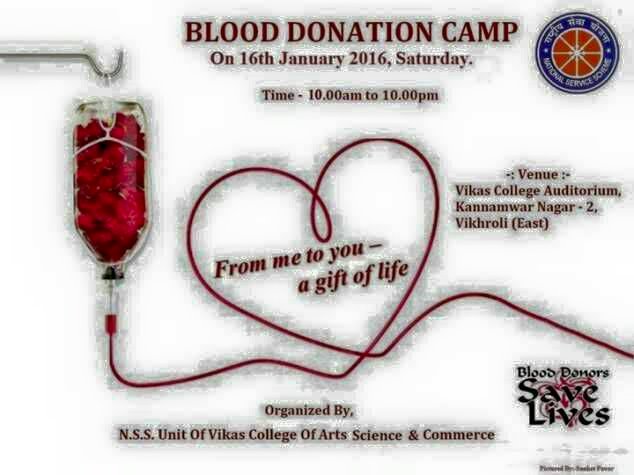 BLOOD DONATION CAMP
On 16th January 2016, Saturday.
Time - 10.00am to 10.00pm
राष्ट्रीय सेवा योजना
NATIONAL SERVICE SCHEME
-: Venue :-
Vikas College Auditorium,
Kannamwar Nagar - 2,
Vikhroli (East)
From me to you –
a gift of life
Blood Donors
Save
Lives
Organized By,
N.S.S. Unit Of Vikas College Of Arts Science & Commerce